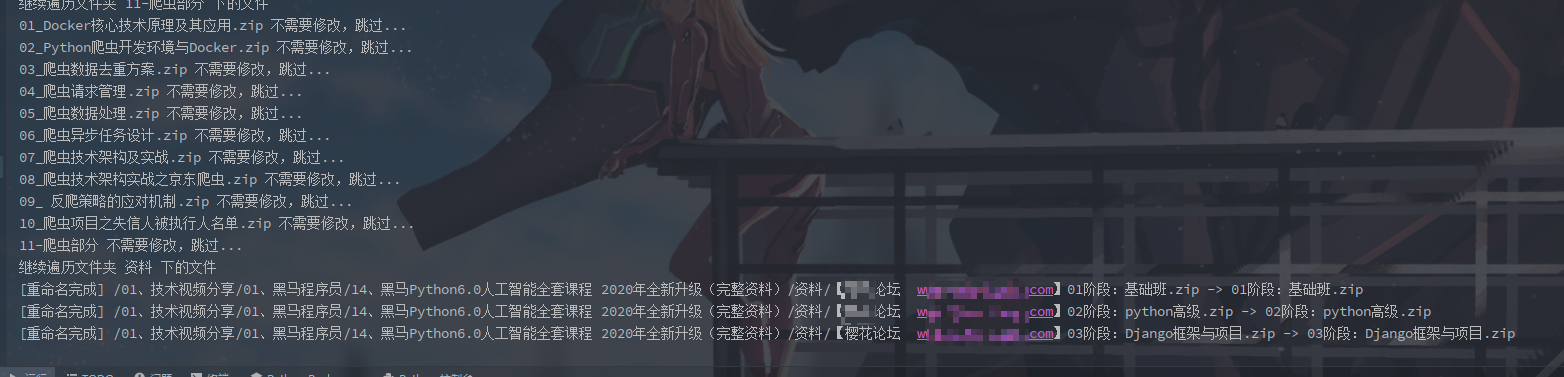 继续遍历文件夹 11-爬虫部分 下的文件
01_Docker核心技术原理及其应用.zip 不需要修改，跳过...
02_Python爬虫开发环境与Docker.zip 不需要修改，跳过...
03_爬虫数据去重方案.zip 不需要修改，跳过...
04_爬虫请求管理.zip 不需要修改，跳过...
05_爬虫数据处理.zip 不需要修改，跳过...
06_爬虫异步任务设计.zip 不需要修改，跳过...
07_爬虫技术架构及实战.zip 不需要修改，跳过...
08_爬虫技术架构实战之京东爬虫.zip 不需要修改，跳过...
09_ 反爬策略的应对机制.zip 不需要修改，跳过...
10_爬虫项目之失信人被执行人名单.zip 不需要修改，跳过...
11-爬虫部分 不需要修改，跳过...
继续遍历文件夹 资料 下的文件
[重命名完成] /01、技术视频分享/01、黑马程序员/14、黑马Python6.0人工智能全套课程 2020年全新升级（完整资料）/资料/【论坛 com】01阶段：基础班.zip -> 01阶段：基础班.zip
[重命名完成] /01、技术视频分享/01、黑马程序员/14、黑马Python6.0人工智能全套课程 2020年全新升级（完整资料）/资料/【论坛 com】02阶段：python高级.zip -> 02阶段：python高级.zip
[重命名完成] /01、技术视频分享/01、黑马程序员/14、黑马Python6.0人工智能全套课程 2020年全新升级（完整资料）/资料/【樱花论坛 com】03阶段：Django框架与项目.zip -> 03阶段：Django框架与项目.zip